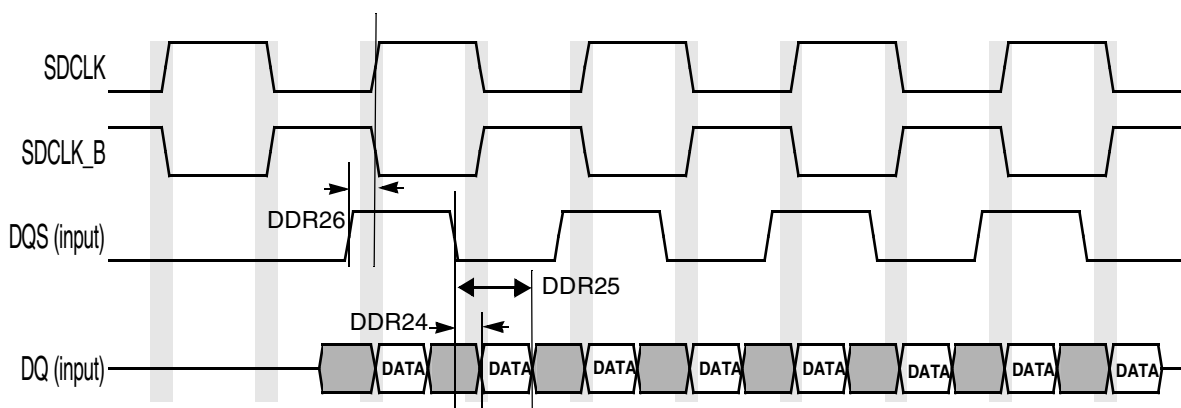 SDCLK
SDCLK_B
DDR26
DQS (input)
DDR25
DDR24
DQ (input)
DATA DATA DATA DATA DATA DATA DATA DATA